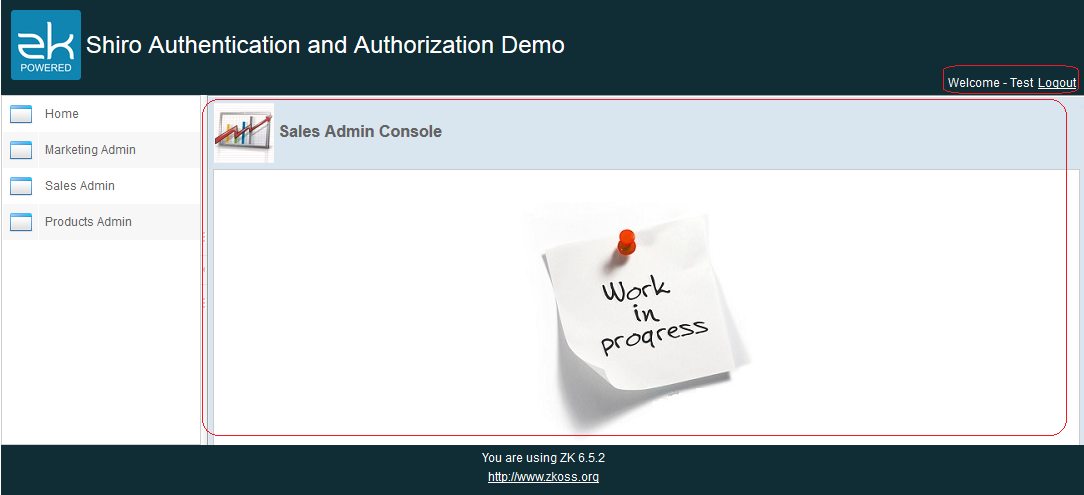 zk
POWERED
Shiro Authentication and Authorization Demo
Welcome - Test Logout
Home
Marketing Admin
Sales Admin
Products Admin
Sales Admin Console
Work
in
progress
You are using ZK 6.5.2
http://www.zkoss.org